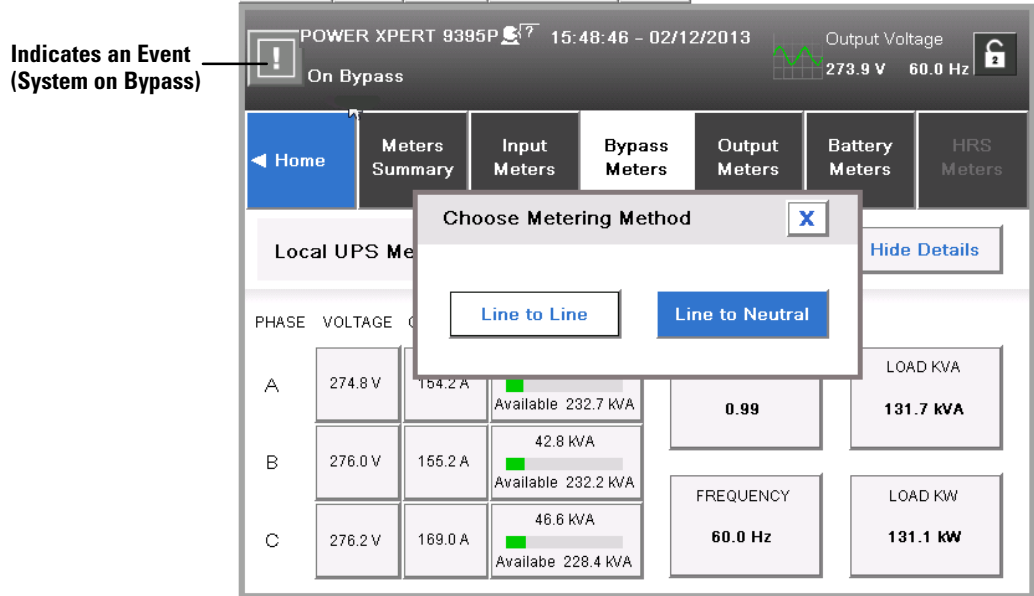 Indicates an Event
(System on Bypass)
POWER XPERT 9395P ? 15:48:46 - 02/12/2013
On Bypass
Output Voltage
273.9 V 60.0 Hz
2
Home
Meters
Summary
Input
Meters
Bypass
Meters
Output
Meters
Battery
Meters
HRS
Meters
Choose Metering Method
X
Local UPS Me
Hide Details
Line to Line
Line to Neutral
PHASE VOLTAGE
A
274.8 V
154.2 A
Available 232.7 kVA
0.99
LOAD KVA
131.7 kVA
B
276.0 V
155.2 A
42.8 kVA
Available 232.2 kVA
C
276.2 V
169.0 A
46.6 kVA
Availabe 228.4 kVA
FREQUENCY
60.0 Hz
LOAD KW
131.1 kW